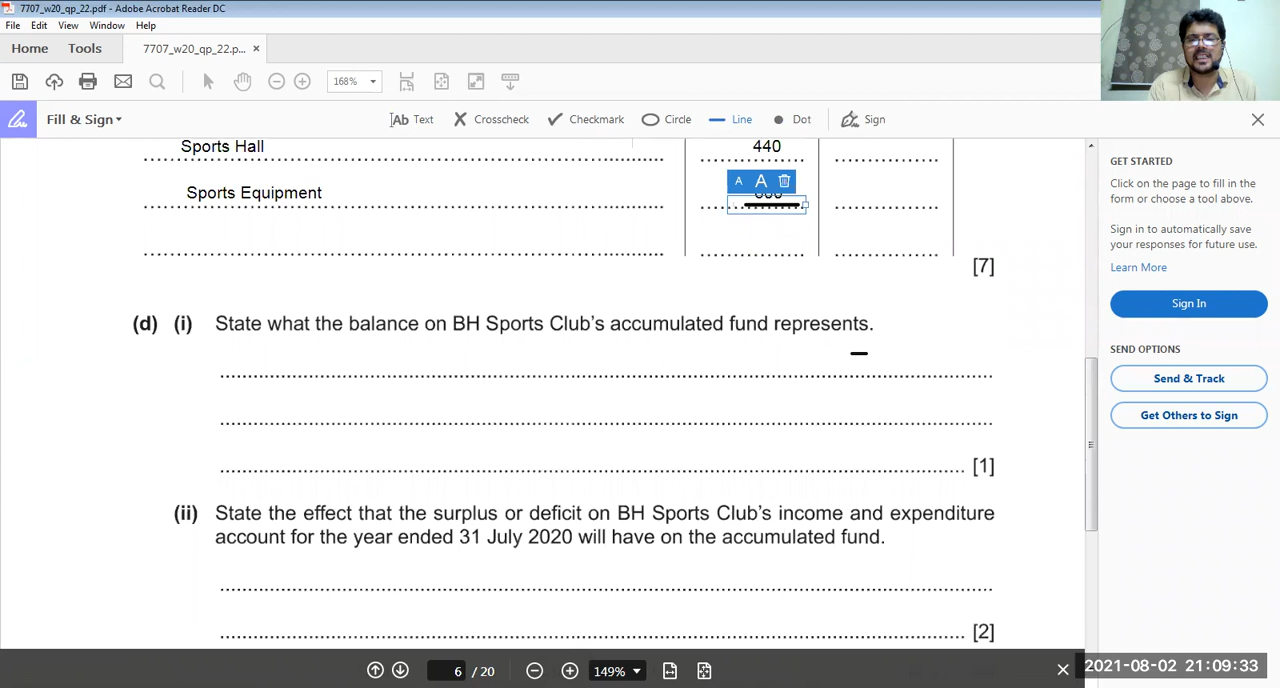 7707_w20_qp_22.pdf - Adobe Acrobat Reader DC
File Edit View Window Help
Home Tools 7707_w20_qp_22.p... ×
168%
Fill & Sign
Ab Text Crosscheck Checkmark Circle Line Dot Sign
Sports Hall 440
A A
Sports Equipment
[7]
(d) (i) State what the balance on BH Sports Club's accumulated fund represents.
[1]
(ii) State the effect that the surplus or deficit on BH Sports Club's income and expenditure
account for the year ended 31 July 2020 will have on the accumulated fund.
[2]
GET STARTED
Click on the page to fill in the
form or choose a tool above.
Sign in to automatically save
your responses for future use.
Learn More
Sign In
SEND OPTIONS
Send & Track
Get Others to Sign
6 / 20 149%
2021-08-02 21:09:33